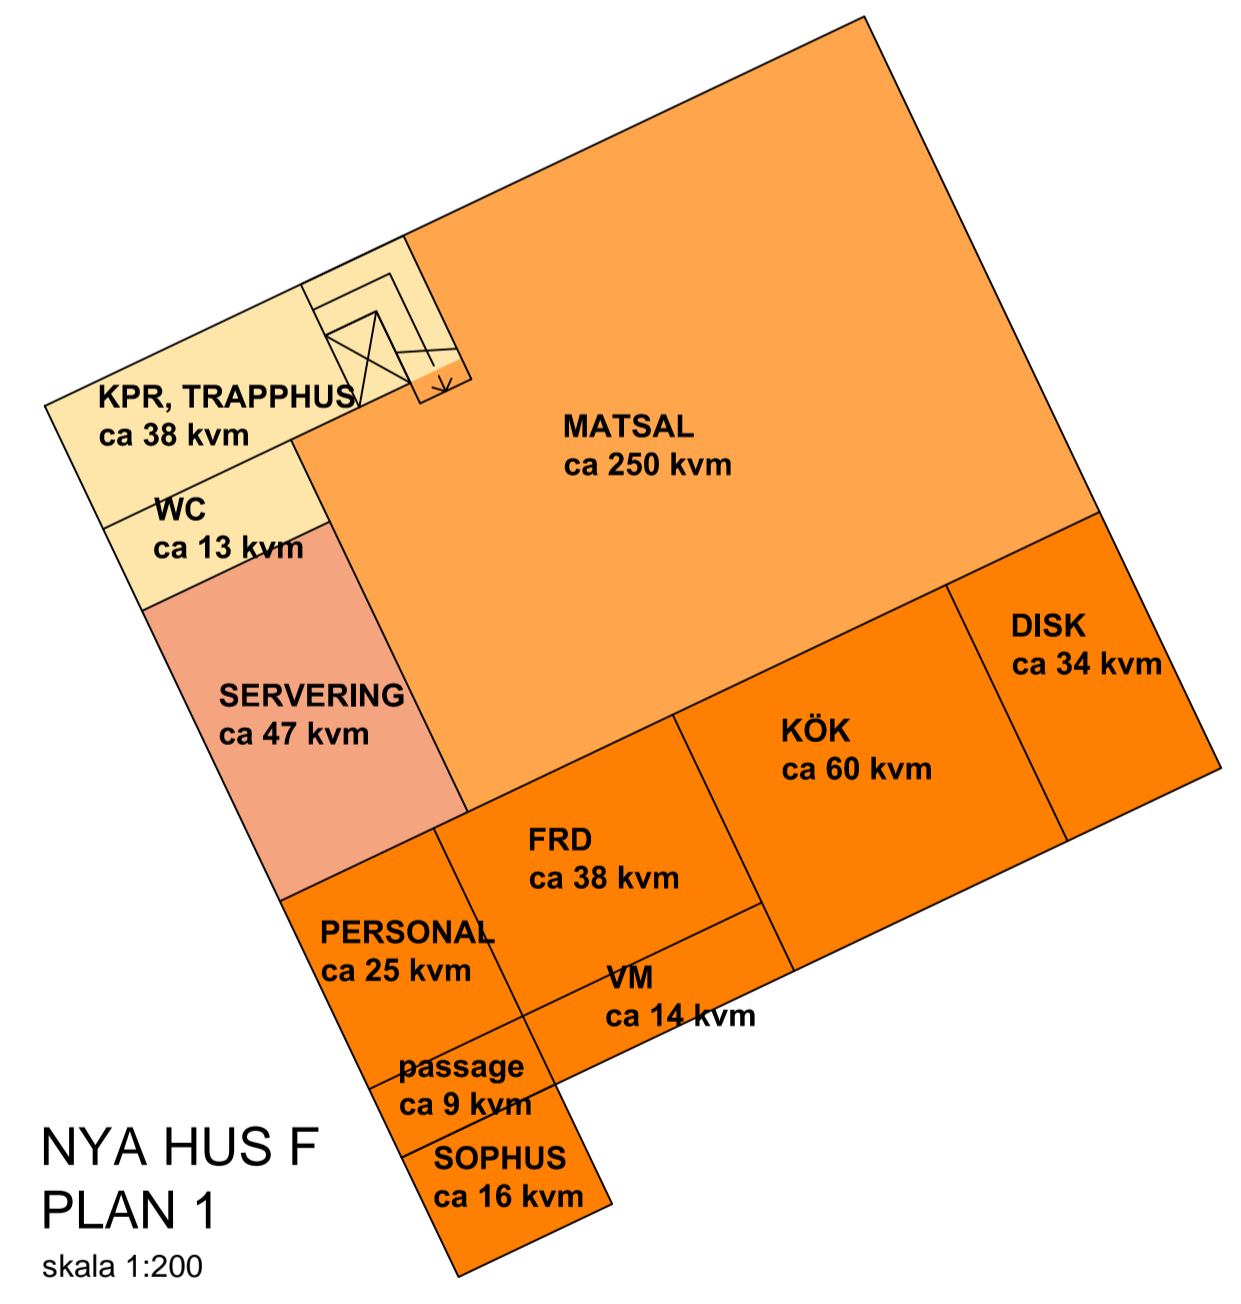 KPR, TRAPPHUS
ca 38 kvm
MATSAL
ca 250 kvm
WC
ca 13 kvm
DISK
ca 34 kvm
SERVERING
ca 47 kvm
KÖK
ca 60 kvm
FRD
ca 38 kvm
PERSONAL
ca 25 kvm
VM
ca 14 kvm
passage
ca 9 kvm
SOPHUS
ca 16 kvm
NYA HUS F
PLAN 1
skala 1:200